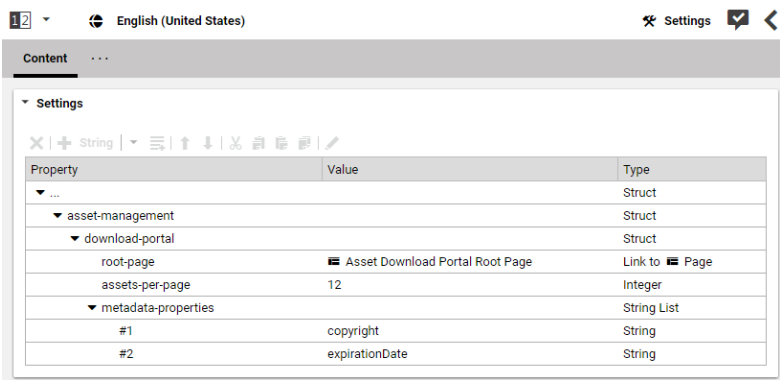 12 English (United States) Settings
Content ...
Settings
String
Property Value Type
... Struct
asset-management Struct
download-portal Struct
root-page Asset Download Portal Root Page Link to Page
assets-per-page 12 Integer
metadata-properties String List
#1 copyright String
#2 expirationDate String